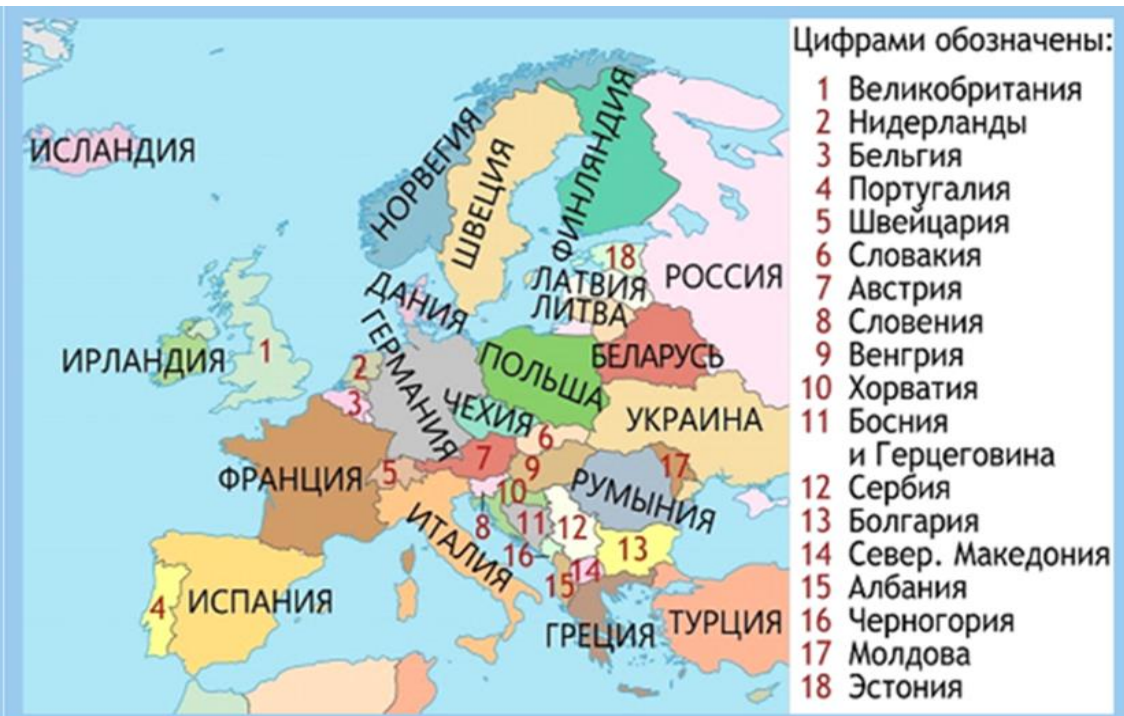 ИСЛАНДИЯ
НОРВЕГИЯ
ШВЕЦИЯ
ФИНЛЯНДИЯ
18
РОССИЯ
ЛАТВИЯ
ЛИТВА
ДАНИЯ
ИРЛАНДИЯ
1
2
3
ГЕРМАНИЯ
ПОЛЬША
БЕЛАРУСЬ
ЧЕХИЯ
УКРАИНА
6
ФРАНЦИЯ
5
7
9
17
РУМЫНИЯ
10
8
11
12
13
ИТАЛИЯ
16
14
15
4
ИСПАНИЯ
ГРЕЦИЯ
ТУРЦИЯ
Цифрами обозначены:
1 Великобритания
2 Нидерланды
3 Бельгия
4 Португалия
5 Швейцария
6 Словакия
7 Австрия
8 Словения
9 Венгрия
10 Хорватия
11 Босния
и Герцеговина
12 Сербия
13 Болгария
14 Север. Македония
15 Албания
16 Черногория
17 Молдова
18 Эстония